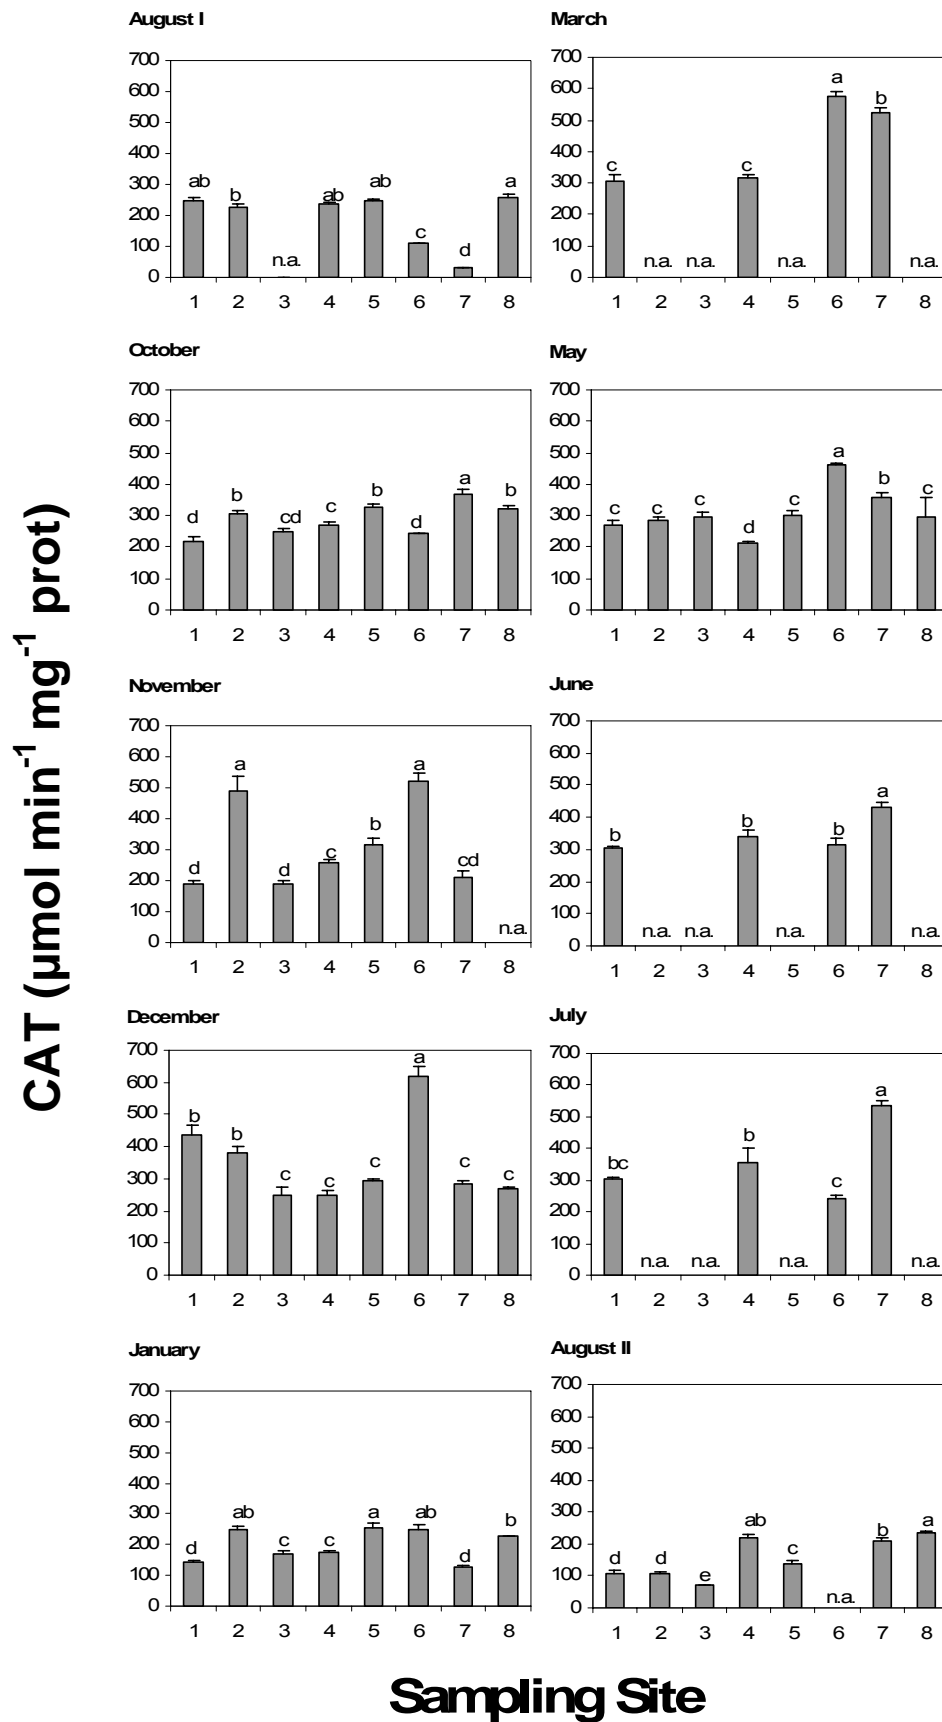 August I
700
600
500
400
300
200
100
0
ab b n.a. ab ab c d a
1 2 3 4 5 6 7 8
March
700
600
500
400
300
200
100
0
c n.a. n.a. c n.a. a b n.a.
1 2 3 4 5 6 7 8
October
700
600
500
400
300
200
100
0
d b cd c b d a b
1 2 3 4 5 6 7 8
May
700
600
500
400
300
200
100
0
c c c d c a b c
1 2 3 4 5 6 7 8
November
700
600
500
400
300
200
100
0
d a d c b a cd n.a.
1 2 3 4 5 6 7 8
June
700
600
500
400
300
200
100
0
b n.a. n.a. b n.a. b a n.a.
1 2 3 4 5 6 7 8
December
700
600
500
400
300
200
100
0
b b c c c a c c
1 2 3 4 5 6 7 8
July
700
600
500
400
300
200
100
0
bc n.a. n.a. b n.a. c a n.a.
1 2 3 4 5 6 7 8
January
700
600
500
400
300
200
100
0
d ab c c a ab d b
1 2 3 4 5 6 7 8
August II
700
600
500
400
300
200
100
0
d d e ab c n.a. b a
1 2 3 4 5 6 7 8
CAT (µmol min⁻¹ mg⁻¹ prot)
Sampling Site